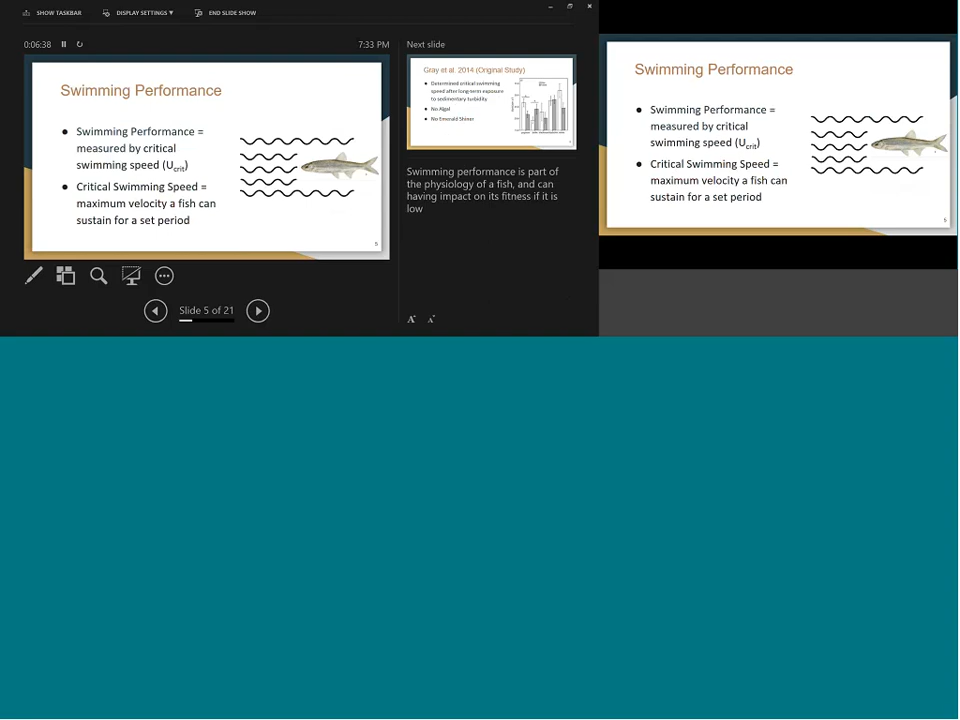 SHOW TASKBAR
DISPLAY SETTINGS ▼
END SLIDE SHOW
0:06:38
7:33 PM
Swimming Performance
● Swimming Performance =
measured by critical
swimming speed (Ucrit)
● Critical Swimming Speed =
maximum velocity a fish can
sustain for a set period
5
Slide 5 of 21
Next slide
Gray et al. 2014 (Original Study)
● Determined critical swimming
speed after long-term exposure
to sedimentary turbidity.
● No Algal
● No Emerald Shiner
Swimming performance is part of
the physiology of a fish, and can
having impact on its fitness if it is
low
A
A
Swimming Performance
● Swimming Performance =
measured by critical
swimming speed (Ucrit)
● Critical Swimming Speed =
maximum velocity a fish can
sustain for a set period
5